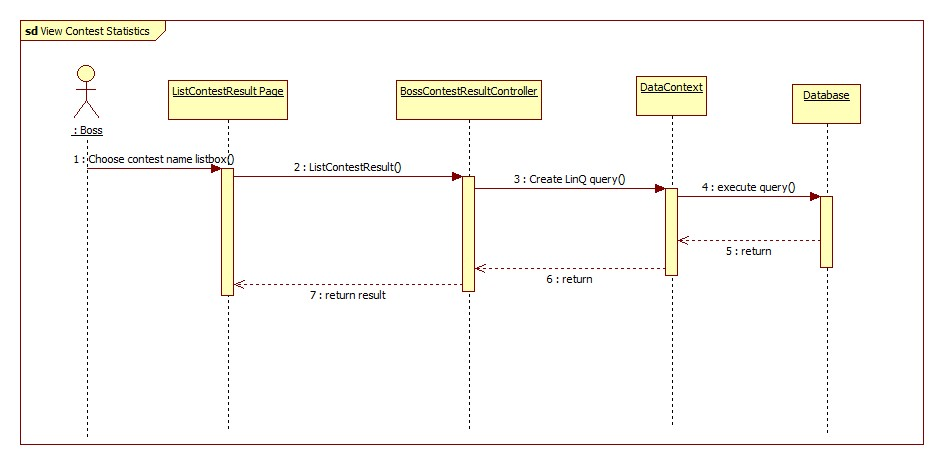 sd View Contest Statistics
: Boss
ListContestResult Page
BossContestResultController
DataContext
Database
1 : Choose contest name listbox()
2 : ListContestResult()
3 : Create LinQ query()
4 : execute query()
5 : return
6 : return
7 : return result